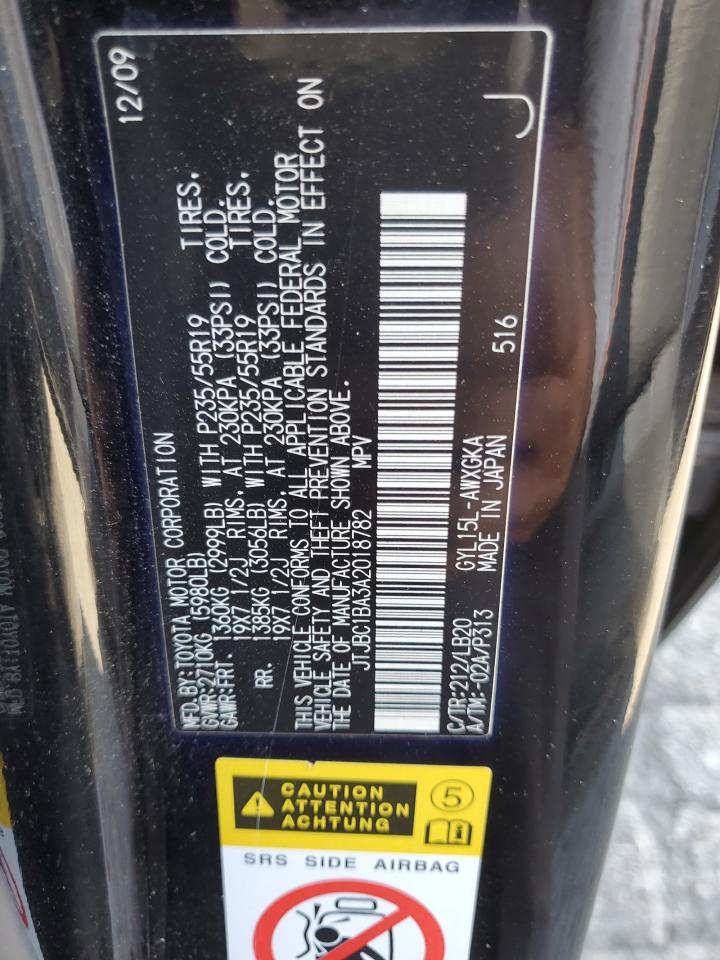 12/09
MFD.BY:TOYOTA MOTOR CORPORATION
GVWR:2710KG (5980LB)
GAWR:FRT. 1360KG (2999LB) WITH P235/55R19 TIRES.
19X7 1/2J RIMS. AT 230KPA (33PSI) COLD.
RR. 1385KG (3056LB) WITH P235/55R19 TIRES.
19X7 1/2J RIMS. AT 230KPA (33PSI) COLD.
THIS VEHICLE CONFORMS TO ALL APPLICABLE FEDERAL MOTOR
VEHICLE SAFETY AND THEFT PREVENTION STANDARDS IN EFFECT ON
THE DATE OF MANUFACTURE SHOWN ABOVE.
JTJBC1BA3A2018782 MPV
C/TR:212/LB20 GYL15L-AWXGKA 516
A/TM:-02A/P313 MADE IN JAPAN
J
CAUTION
ATTENTION
ACHTUNG
5
SRS SIDE AIRBAG